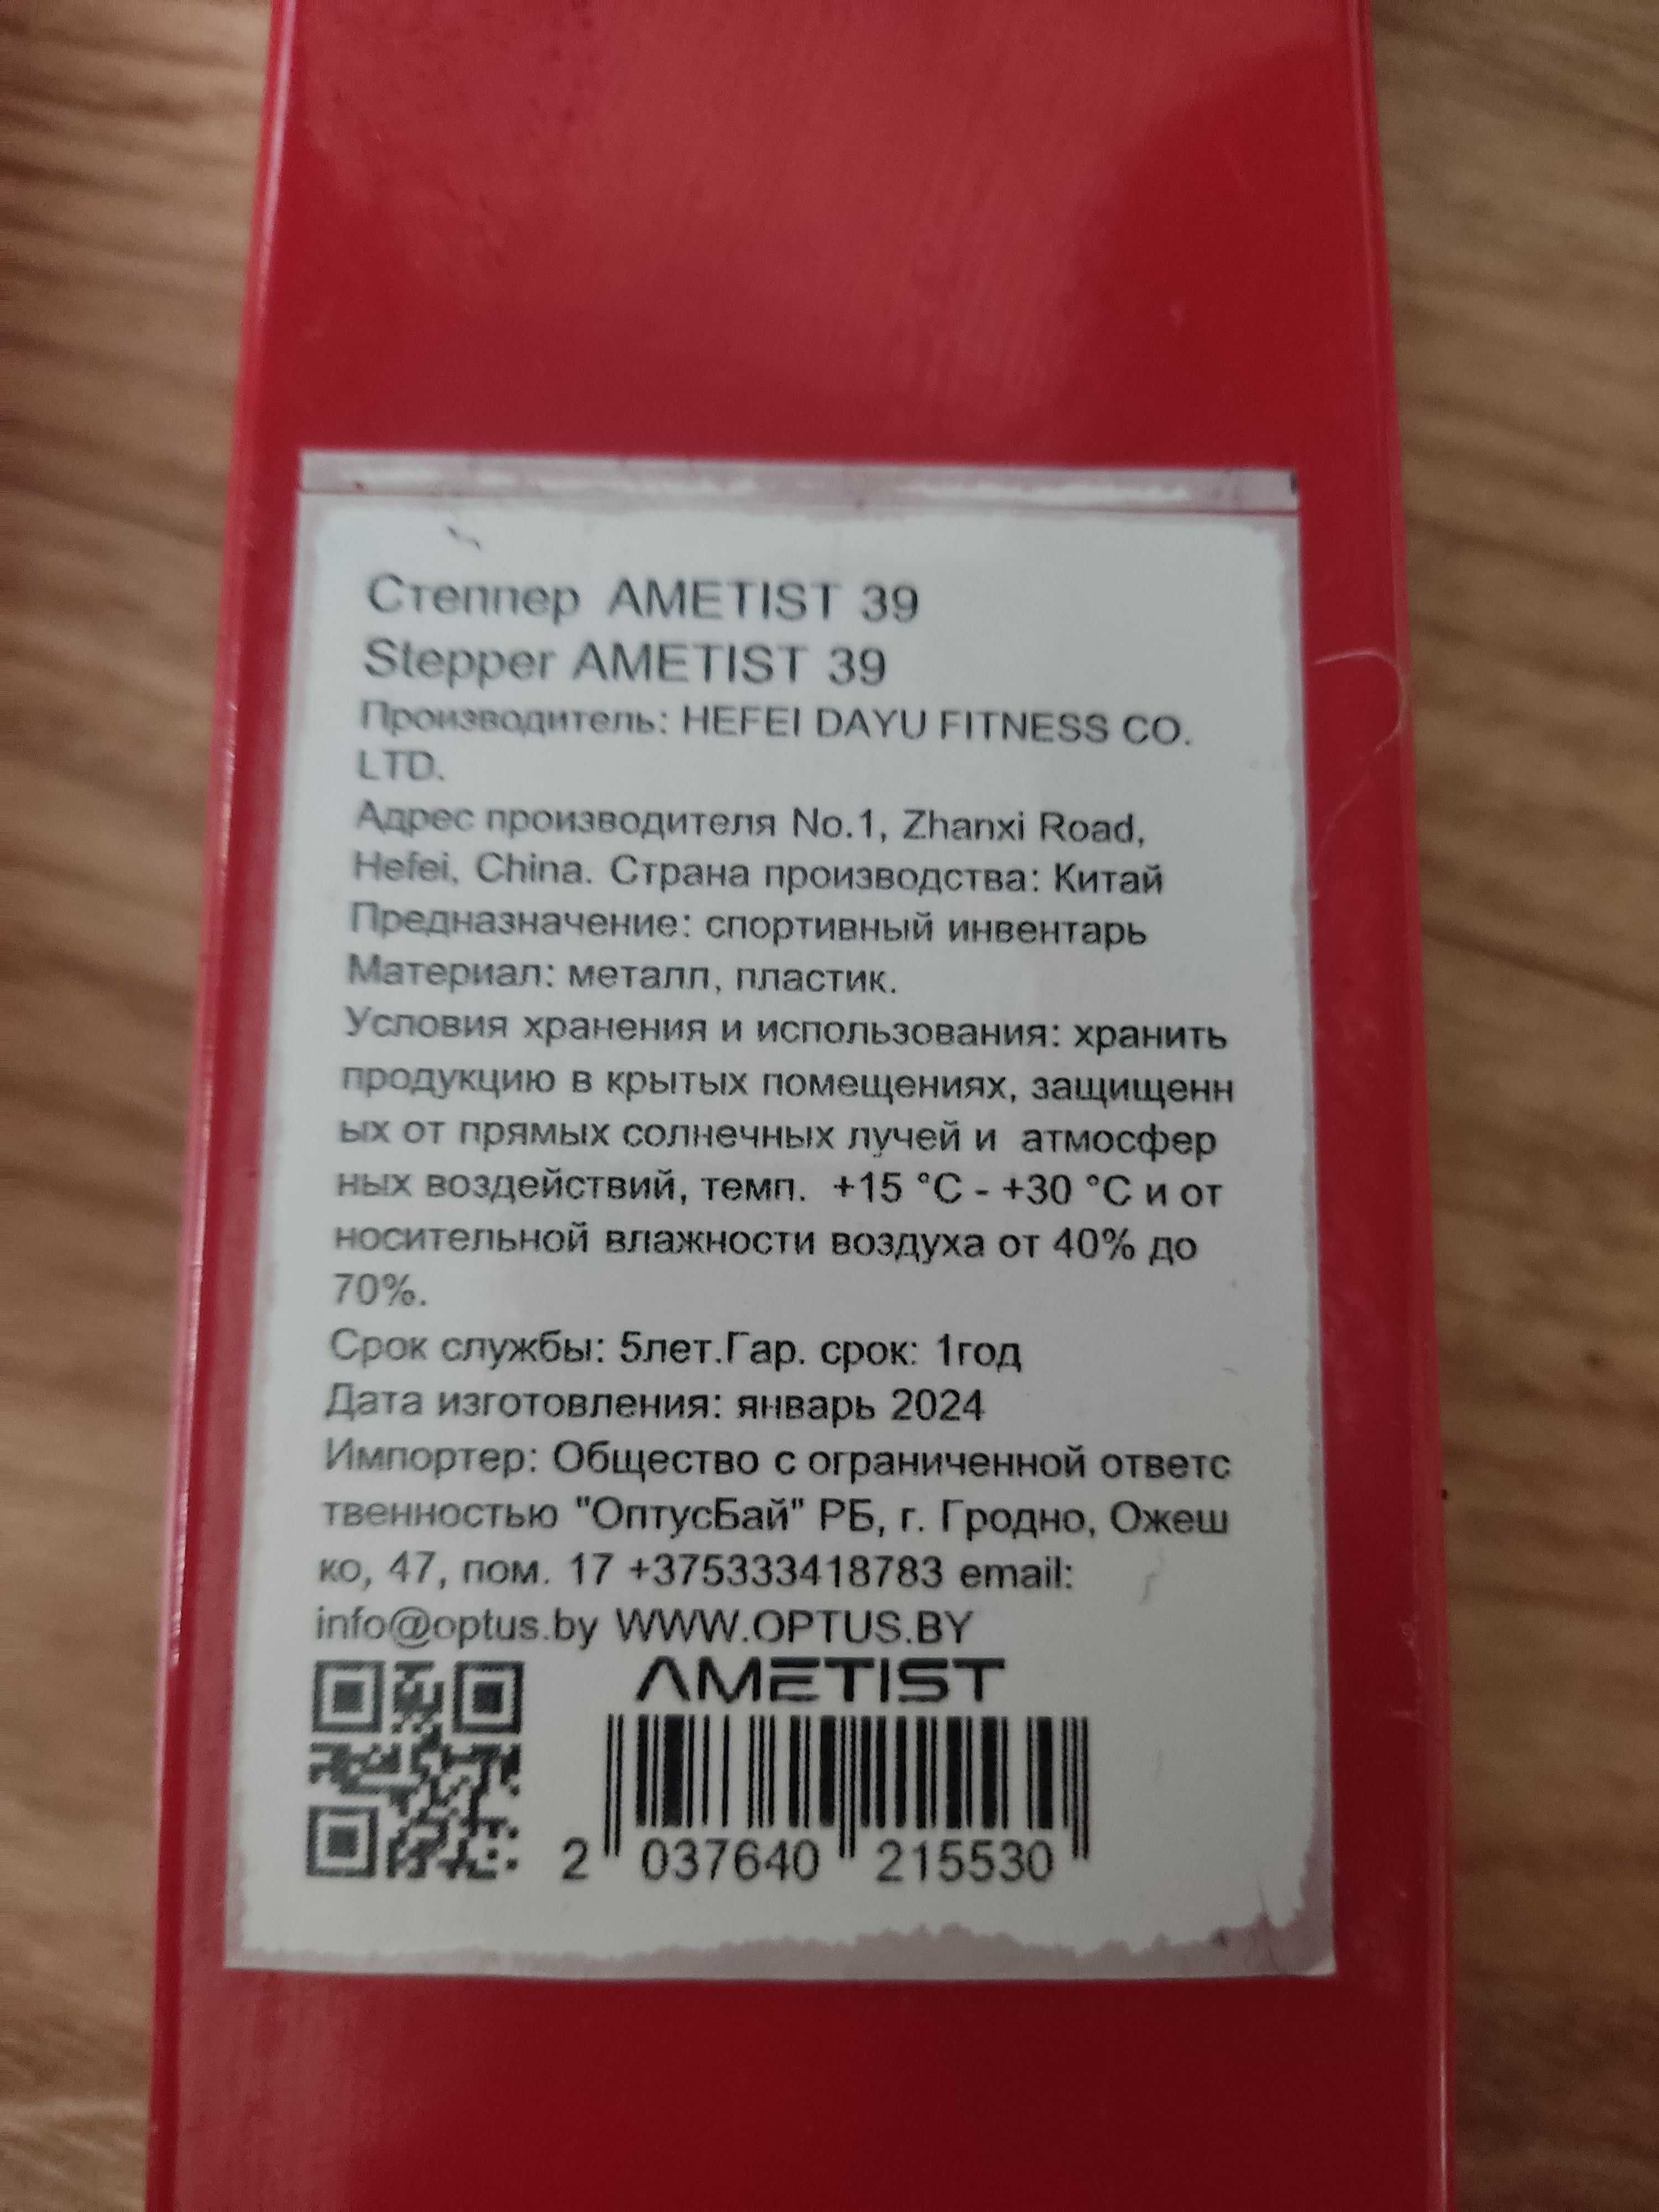 Степпер AMETIST 39
Stepper AMETIST 39
Производитель: HEFEI DAYU FITNESS CO.
LTD.
Адрес производителя No.1, Zhanxi Road,
Hefei, China. Страна производства: Китай
Предназначение: спортивный инвентарь
Материал: металл, пластик.
Условия хранения и использования: хранить
продукцию в крытых помещениях, защищенн
ых от прямых солнечных лучей и атмосфер
ных воздействий, темп. +15 °C - +30 °C и от
носительной влажности воздуха от 40% до
70%.
Срок службы: 5лет.Гар. срок: 1год
Дата изготовления: январь 2024
Импортер: Общество с ограниченной ответс
твенностью "ОптусБай" РБ, г. Гродно, Ожеш
ко, 47, пом. 17 +375333418783 email:
info@optus.by WWW.OPTUS.BY
AMETIST
2 037640 215530